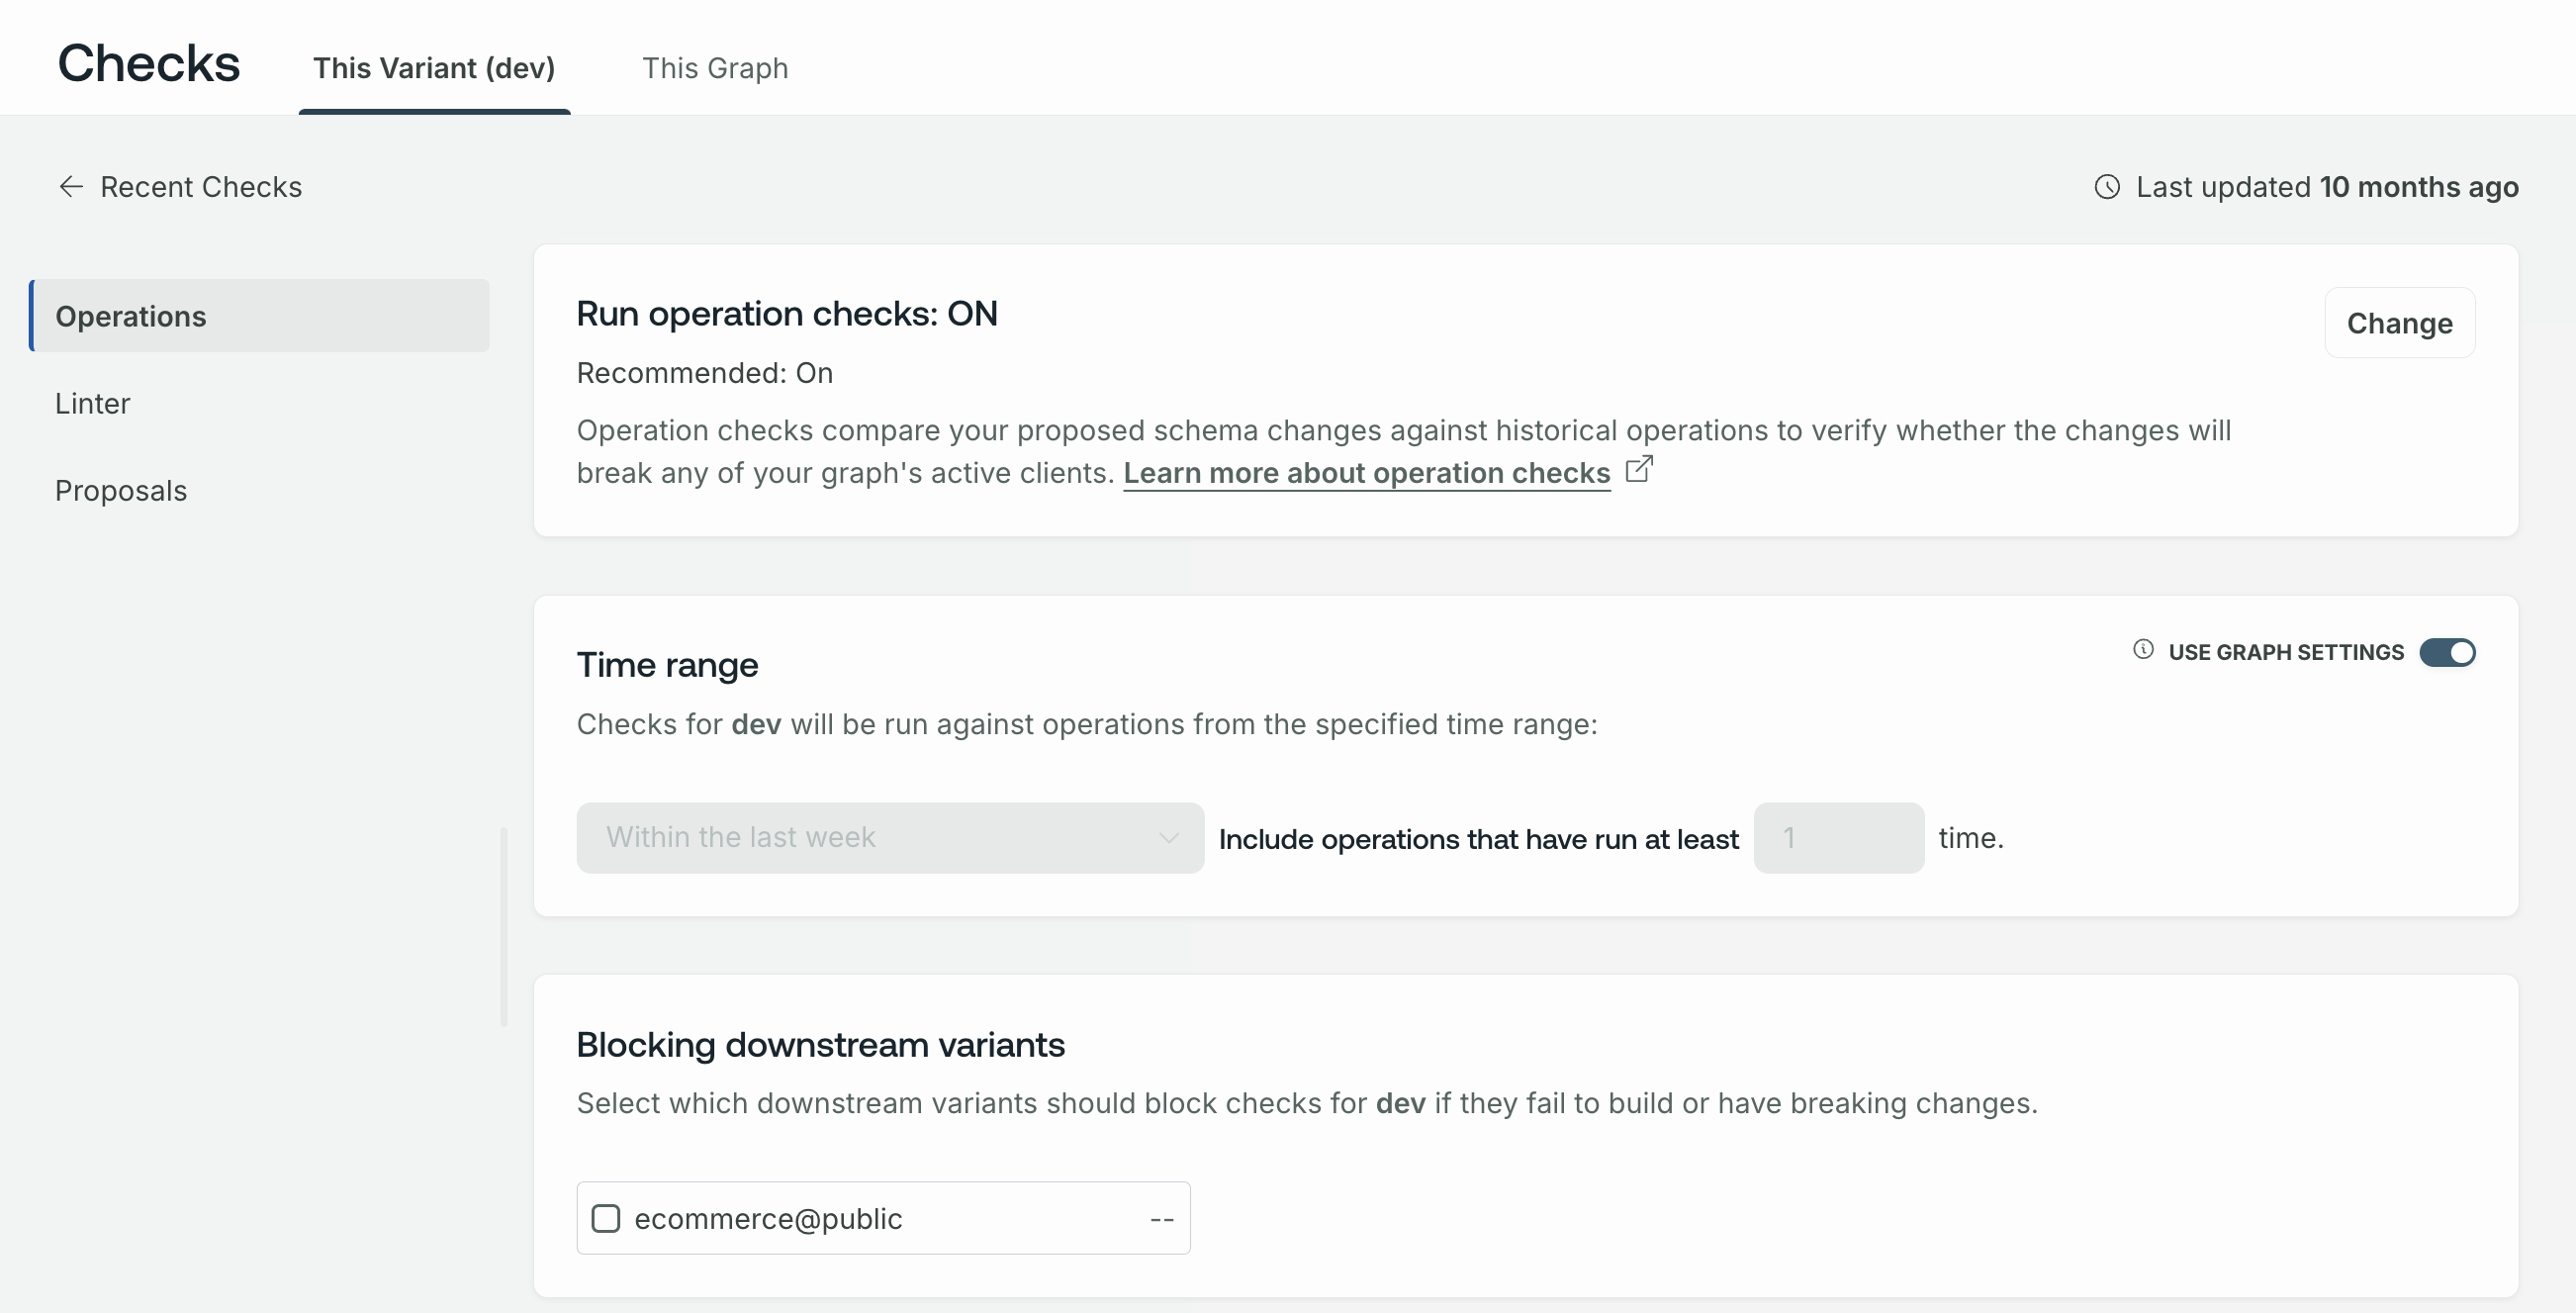 Checks
This Variant (dev)
This Graph
Recent Checks
Last updated 10 months ago
Operations
Linter
Proposals
Run operation checks: ON
Change
Recommended: On
Operation checks compare your proposed schema changes against historical operations to verify whether the changes will
break any of your graph's active clients. Learn more about operation checks
Time range
USE GRAPH SETTINGS
Checks for dev will be run against operations from the specified time range:
Within the last week
Include operations that have run at least
1
time.
Blocking downstream variants
Select which downstream variants should block checks for dev if they fail to build or have breaking changes.
ecommerce@public
--